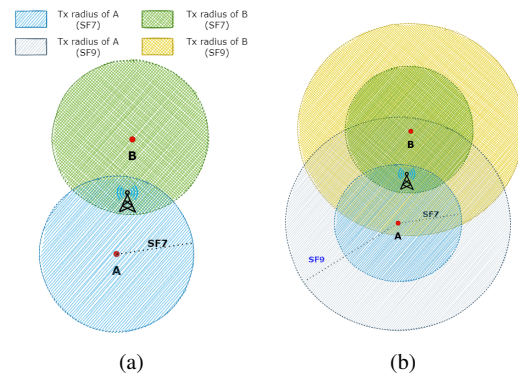 Tx radius of A
(SF7)
Tx radius of B
(SF7)
Tx radius of A
(SF9)
Tx radius of B
(SF9)
B
SF7
A
(a)
B
SF7
A
SF9
(b)